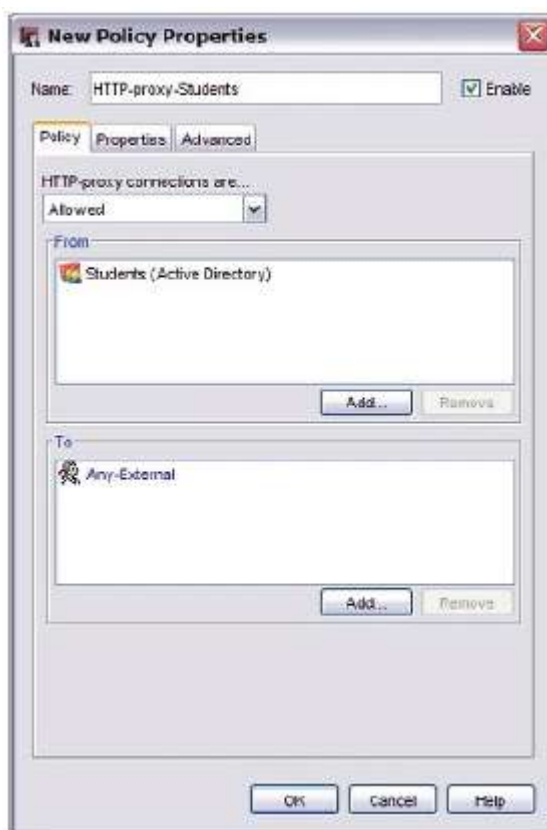 New Policy Properties
Name: HTTP-proxy-Students Enable
Policy Properties Advanced
HTTP-proxy connections are...
Allowed
From
Students (Active Directory)
Add... Remove
To
Any-External
Add... Remove
OK Cancel Help